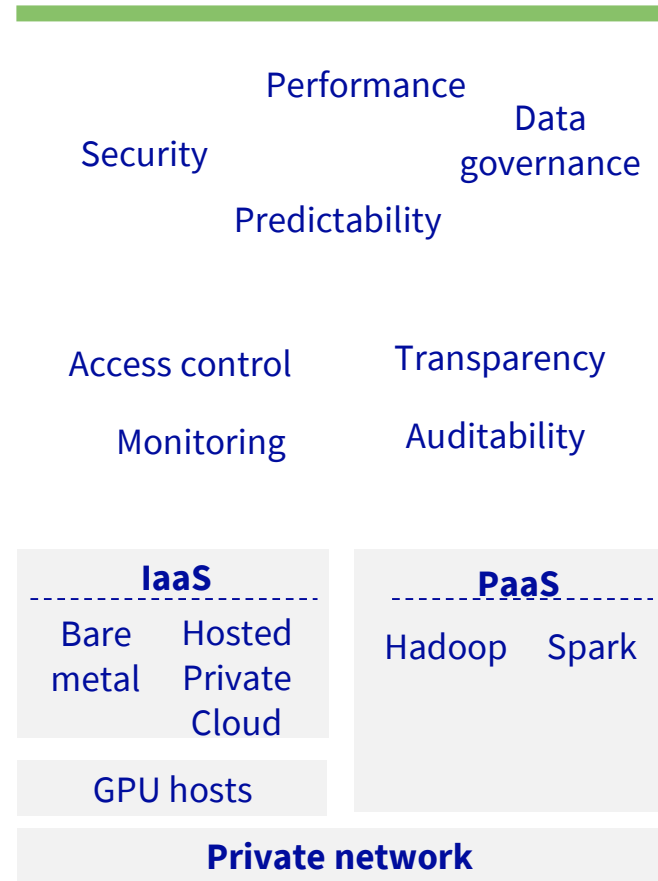 Performance
Data
governance
Security
Predictability
Access control
Transparency
Monitoring
Auditability
IaaS
Bare
metal
Hosted
Private
Cloud
PaaS
Hadoop
Spark
GPU hosts
Private network